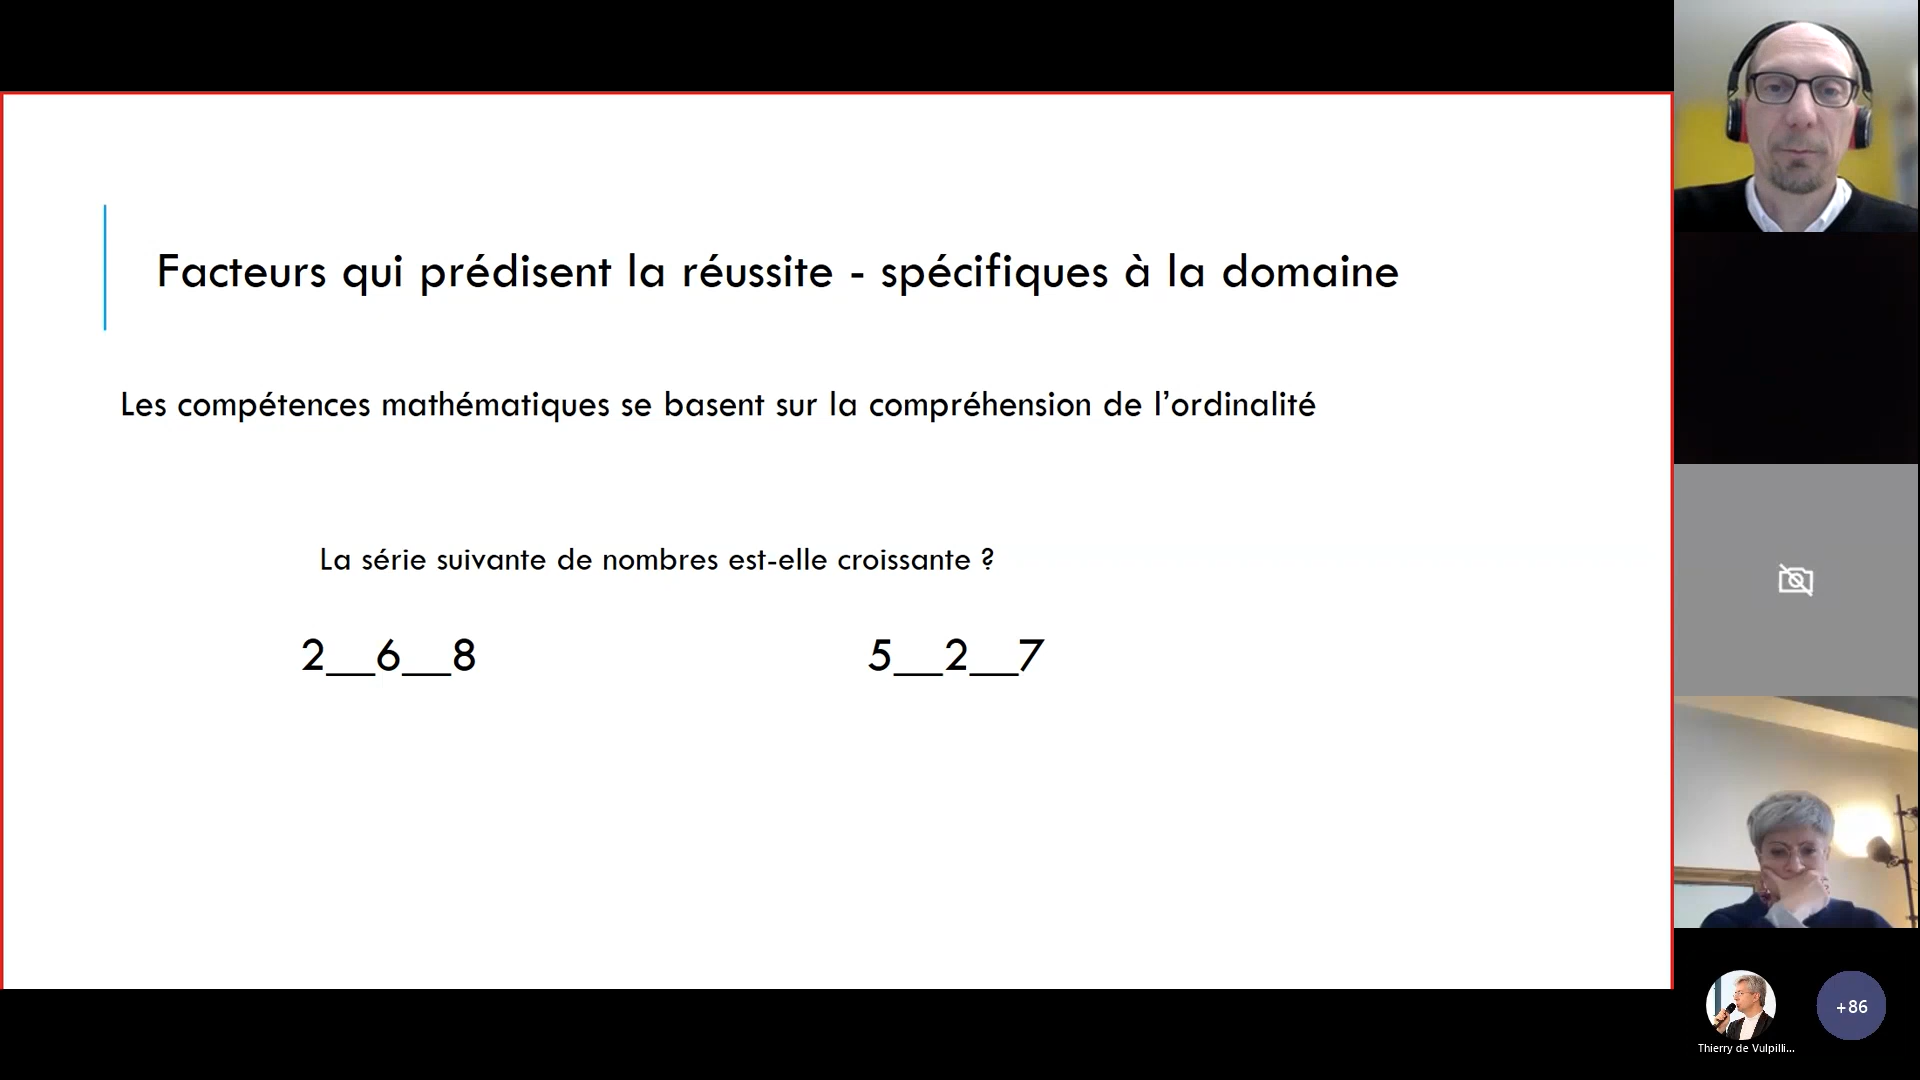 Facteurs qui prédisent la réussite - spécifiques à la domaine
Les compétences mathématiques se basent sur la compréhension de l’ordinalité
La série suivante de nombres est-elle croissante ?
2__6__8
5__2__7
+86
Thierry de Vulpilli...